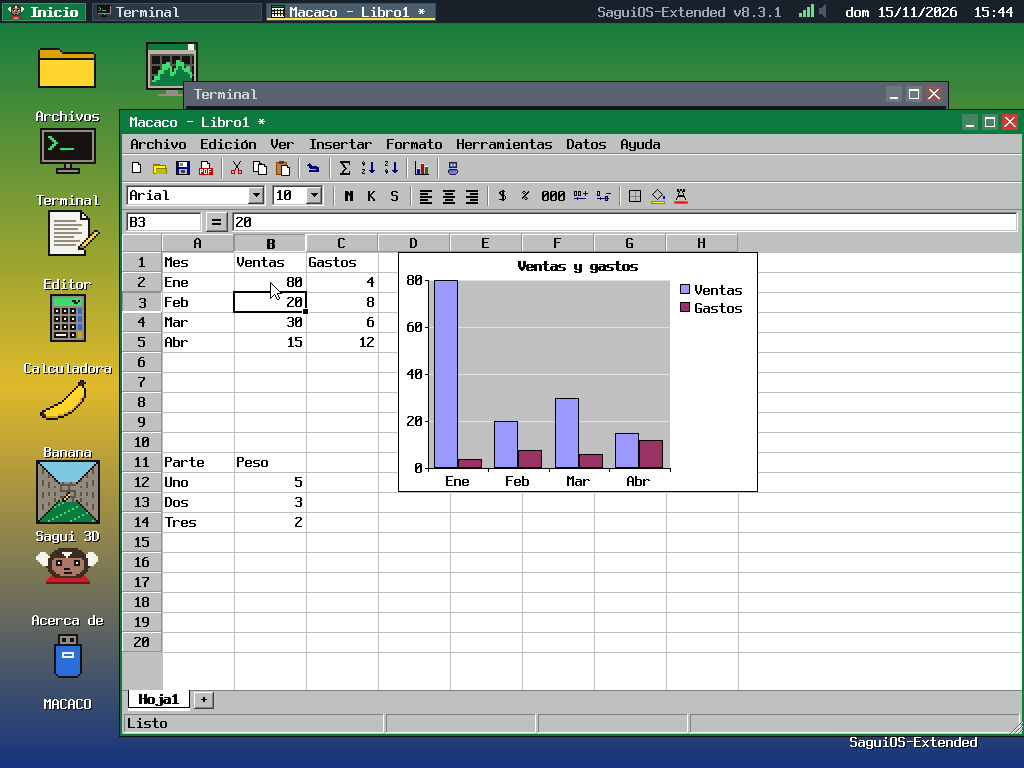 Inicio
Terminal
Macaco - Libro1 *
SaguiOS-Extended v8.3.1
dom 15/11/2026
15:44
Archivos
Terminal
Editor
Calculadora
Banana
Sagui 3D
Acerca de
MACACO
Terminal
Macaco - Libro1 *
Archivo Edición Ver Insertar Formato Herramientas Datos Ayuda
PDF
Arial 10 N K S $ % 000
B3 = 20
A B C D E F G H
1 Mes Ventas Gastos
2 Ene 80 4
3 Feb 20 8
4 Mar 30 6
5 Abr 15 12
6
7
8
9
10
11 Parte Peso
12 Uno 5
13 Dos 3
14 Tres 2
15
16
17
18
19
20
Ventas y gastos
80
60
40
20
0
Ene Feb Mar Abr
Ventas
Gastos
Hoja1 +
Listo
SaguiOS-Extended